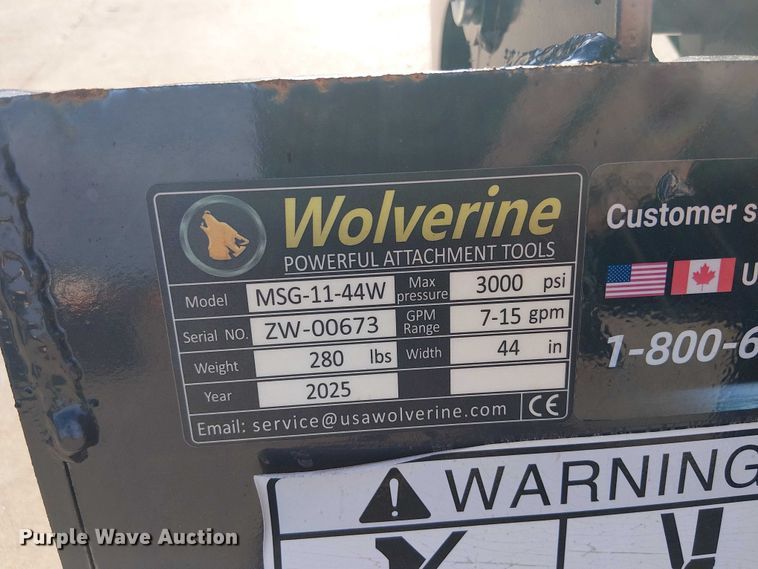 Wolverine
POWERFUL ATTACHMENT TOOLS
Model MSG-11-44W Max pressure 3000 psi
Serial NO. ZW-00673 GPM Range 7-15 gpm
Weight 280 lbs Width 44 in
Year 2025
Email: service@usawolverine.com CE
Customer s
U
1-800-6
WARNING
Purple Wave Auction